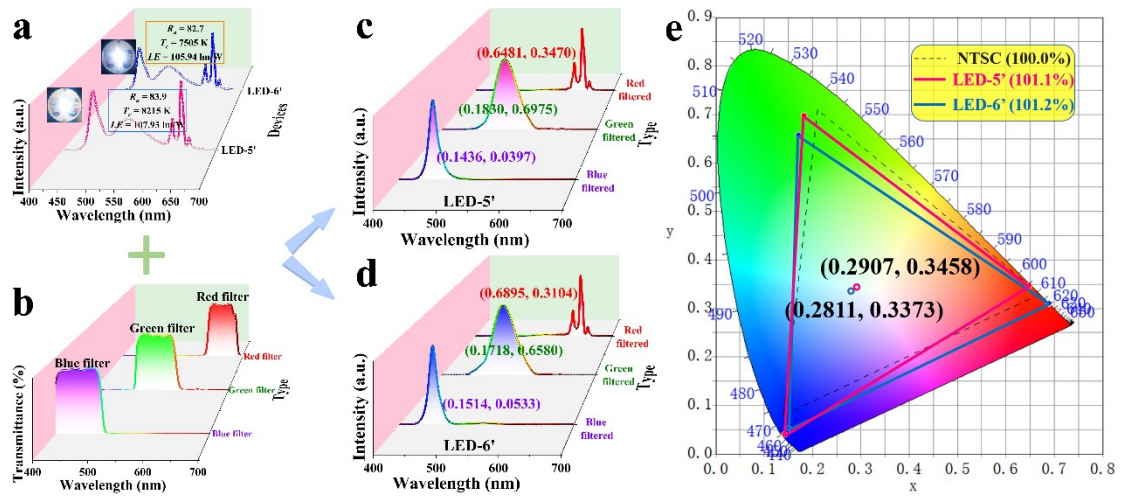 a
Ra = 82.7
Tc = 7505 K
LE = 105.94 lm/W
Ra = 83.9
Tc = 8215 K
LE = 107.93 lm/W
LED-6'
LED-5'
Devices
Intensity (a.u.)
400 450 500 550 600 650 700
Wavelength (nm)
b
Red filter
Green filter
Blue filter
Red filter
Green filter
Blue filter
Type
Transmittance (%)
400 500 600 700
Wavelength (nm)
c
(0.6481, 0.3470)
(0.1830, 0.6975)
(0.1436, 0.0397)
Red
filtered
Green
filtered
Blue
filtered
Type
Intensity (a.u.)
LED-5'
400 500 600 700
Wavelength (nm)
d
(0.6895, 0.3104)
(0.1718, 0.6580)
(0.1514, 0.0533)
Red
filtered
Green
filtered
Blue
filtered
Type
Intensity (a.u.)
LED-6'
400 500 600 700
Wavelength (nm)
e
NTSC (100.0%)
LED-5' (101.1%)
LED-6' (101.2%)
0.9
0.8
0.7
0.6
0.5
0.4
y
0.3
0.2
0.1
0.0
520
530
540
550
560
570
580
590
600
610
620
510
500
490
480
470
460
(0.2907, 0.3458)
(0.2811, 0.3373)
0.0 0.1 0.2 0.3 0.4 0.5 0.6 0.7 0.8
x